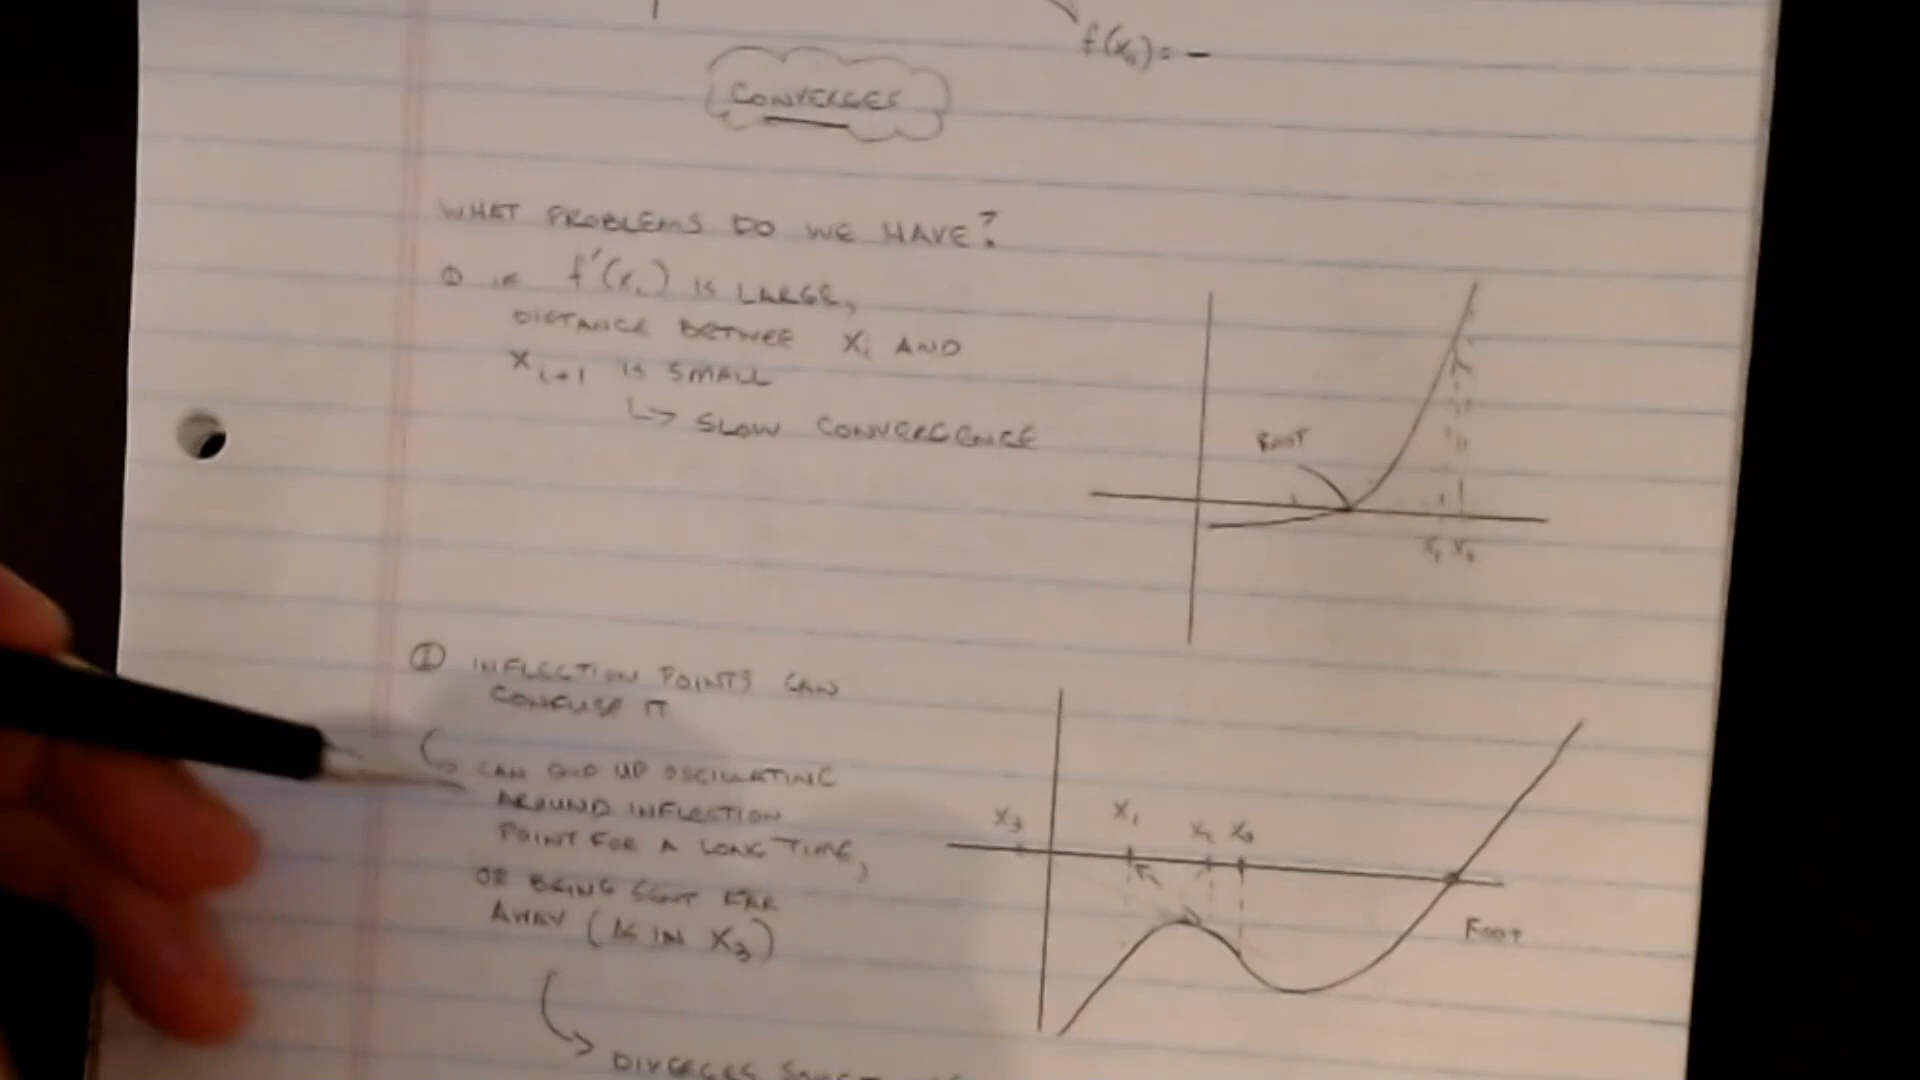 f(x₀) = -
CONVERGES
WHAT PROBLEMS DO WE HAVE?
① IF f'(xᵢ) IS LARGE,
DISTANCE BETWEE Xᵢ AND
Xᵢ₊₁ IS SMALL
↳ SLOW CONVERGENCE
ROOT
X₁ X₀
② INFLECTION POINTS CAN
CONFUSE IT
↳ CAN END UP OSCILLATING
AROUND INFLECTION
POINT FOR A LONG TIME,
OR BEING SENT FAR
AWAY (AS IN X₃)
X₃ X₁ X₂ X₀
ROOT
↳ DIVERGES